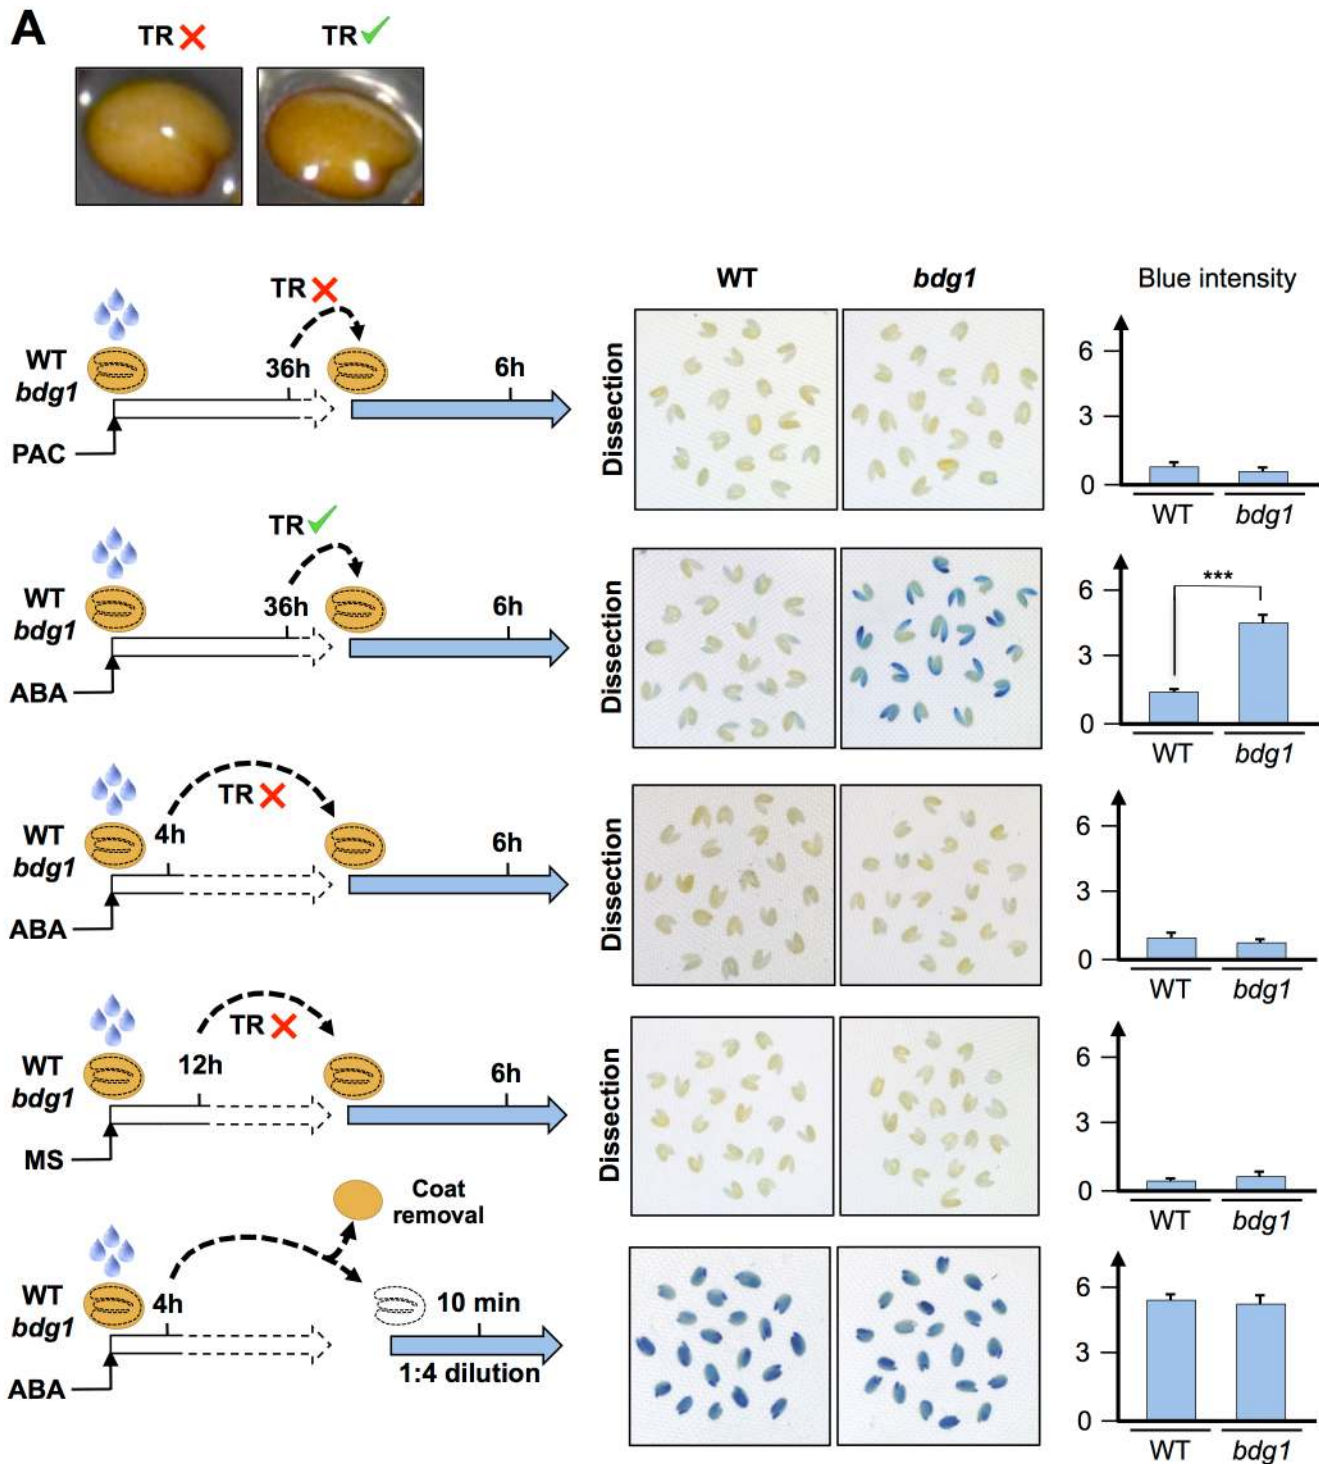 A
TR TR
WT bdg1 Blue intensity
TR
WT
bdg1
36h
6h
PAC
Dissection
6
3
0
WT bdg1
TR
WT
bdg1
36h
6h
ABA
Dissection
***
6
3
0
WT bdg1
TR
WT
bdg1
4h
6h
ABA
Dissection
6
3
0
WT bdg1
TR
WT
bdg1
12h
6h
MS
Dissection
6
3
0
WT bdg1
Coat
removal
WT
bdg1
4h
10 min
1:4 dilution
ABA
6
3
0
WT bdg1